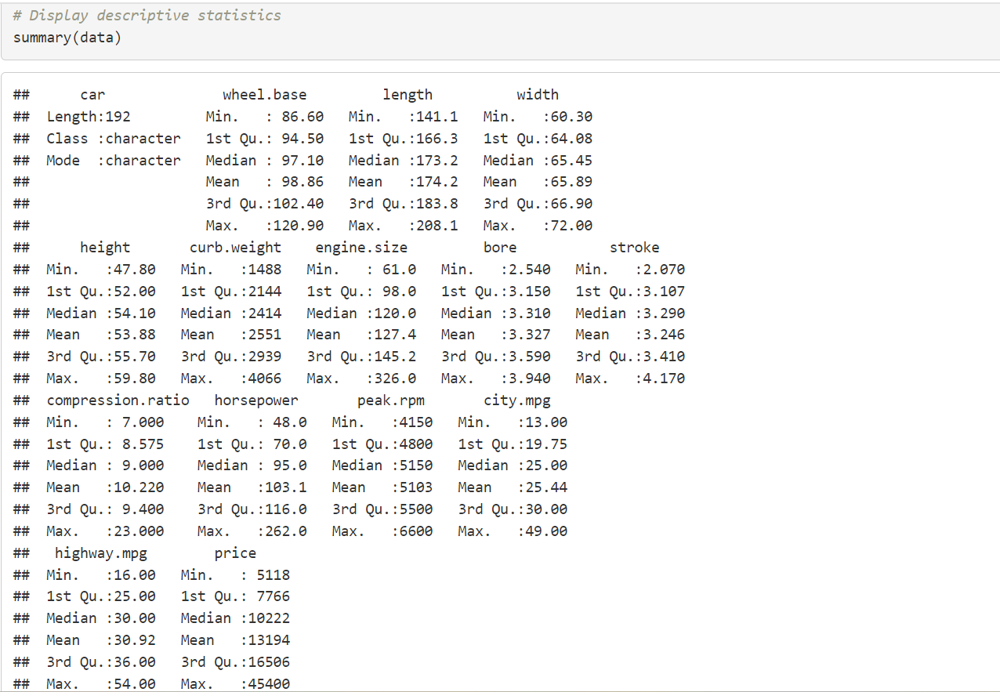 # Display descriptive statistics
summary(data)
##      car              wheel.base         length          width
##  Length:192         Min.   : 86.60   Min.   :141.1   Min.   :60.30
##  Class :character   1st Qu.: 94.50   1st Qu.:166.3   1st Qu.:64.08
##  Mode  :character   Median : 97.10   Median :173.2   Median :65.45
##                     Mean   : 98.86   Mean   :174.2   Mean   :65.89
##                     3rd Qu.:102.40   3rd Qu.:183.8   3rd Qu.:66.90
##                     Max.   :120.90   Max.   :208.1   Max.   :72.00
##      height       curb.weight    engine.size         bore           stroke
##  Min.   :47.80   Min.   :1488   Min.   : 61.0   Min.   :2.540   Min.   :2.070
##  1st Qu.:52.00   1st Qu.:2144   1st Qu.: 98.0   1st Qu.:3.150   1st Qu.:3.107
##  Median :54.10   Median :2414   Median :120.0   Median :3.310   Median :3.290
##  Mean   :53.88   Mean   :2551   Mean   :127.4   Mean   :3.327   Mean   :3.246
##  3rd Qu.:55.70   3rd Qu.:2939   3rd Qu.:145.2   3rd Qu.:3.590   3rd Qu.:3.410
##  Max.   :59.80   Max.   :4066   Max.   :326.0   Max.   :3.940   Max.   :4.170
##  compression.ratio   horsepower       peak.rpm       city.mpg
##  Min.   : 7.000    Min.   : 48.0   Min.   :4150   Min.   :13.00
##  1st Qu.: 8.575    1st Qu.: 70.0   1st Qu.:4800   1st Qu.:19.75
##  Median : 9.000    Median : 95.0   Median :5150   Median :25.00
##  Mean   :10.220    Mean   :103.1   Mean   :5103   Mean   :25.44
##  3rd Qu.: 9.400    3rd Qu.:116.0   3rd Qu.:5500   3rd Qu.:30.00
##  Max.   :23.000    Max.   :262.0   Max.   :6600   Max.   :49.00
##   highway.mpg        price
##  Min.   :16.00   Min.   : 5118
##  1st Qu.:25.00   1st Qu.: 7766
##  Median :30.00   Median :10222
##  Mean   :30.92   Mean   :13194
##  3rd Qu.:36.00   3rd Qu.:16506
##  Max.   :54.00   Max.   :45400